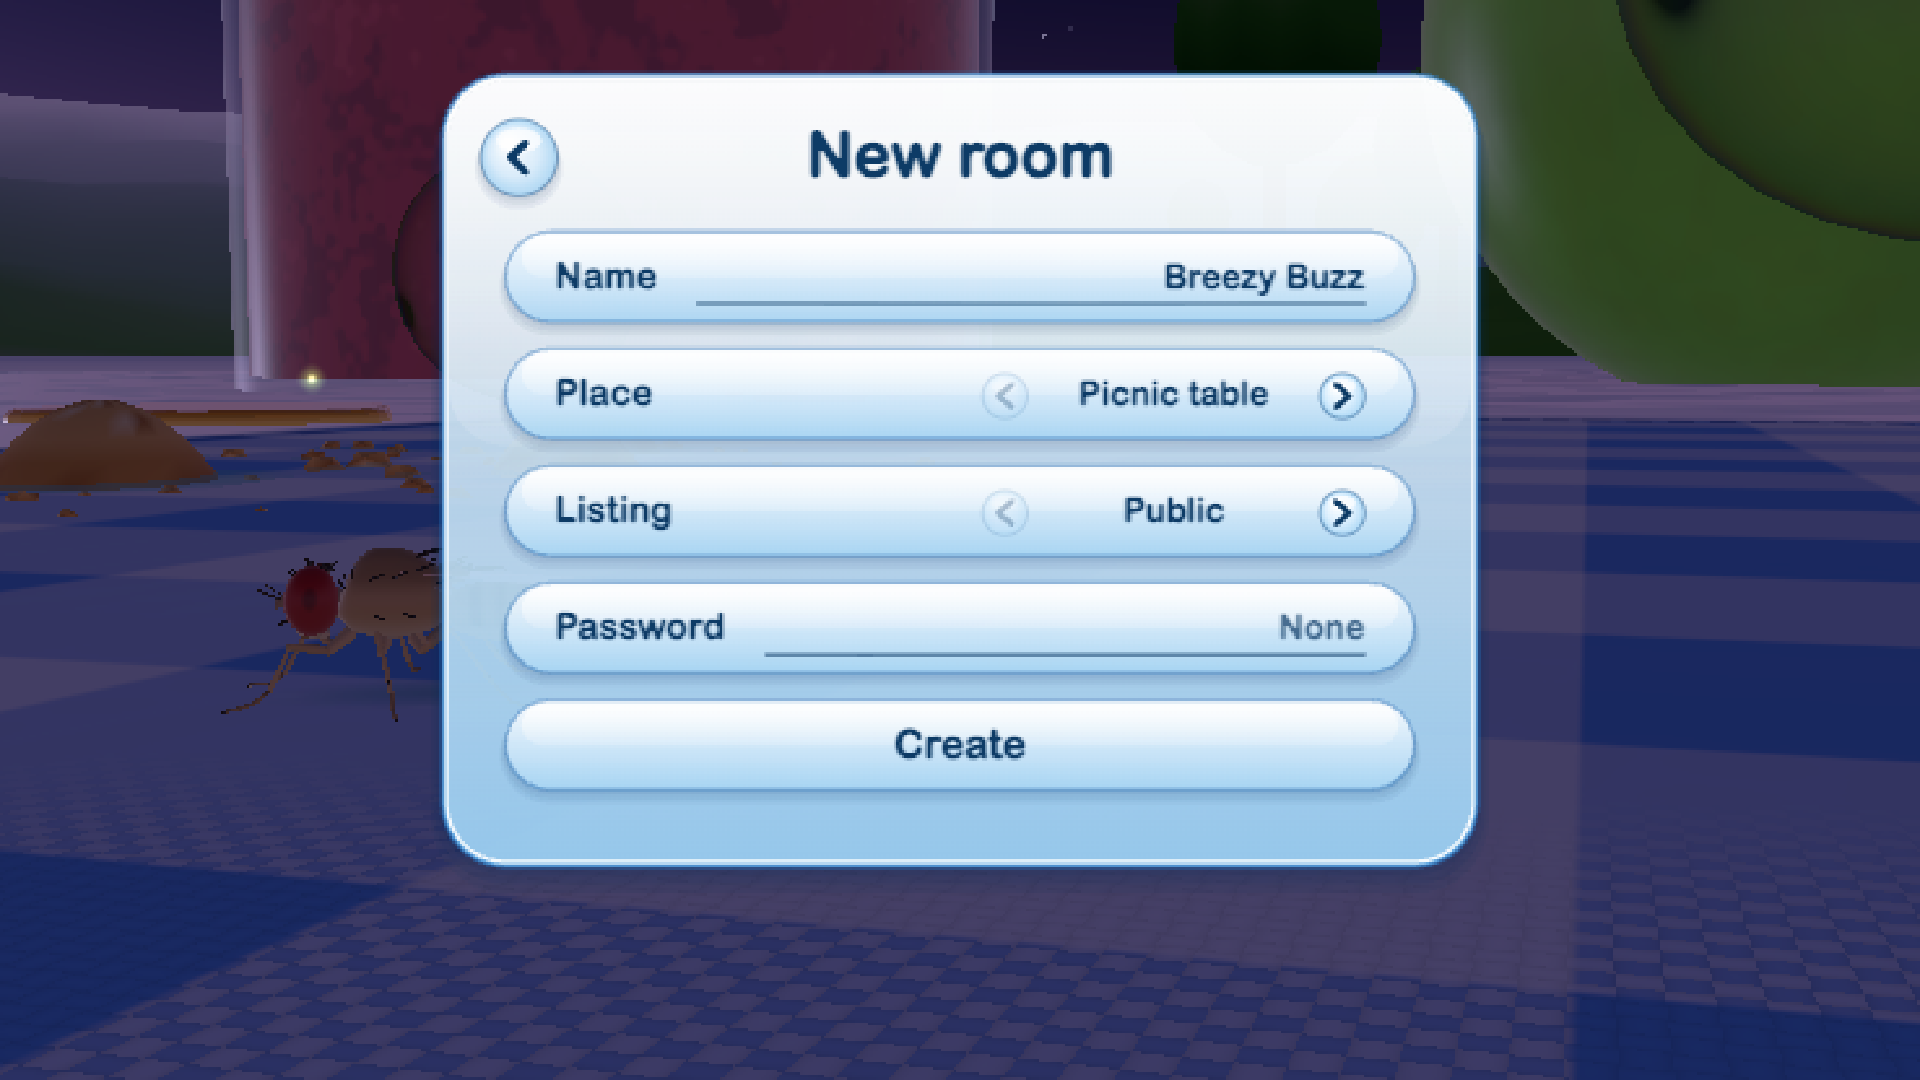 New room
Name Breezy Buzz
Place Picnic table
Listing Public
Password None
Create